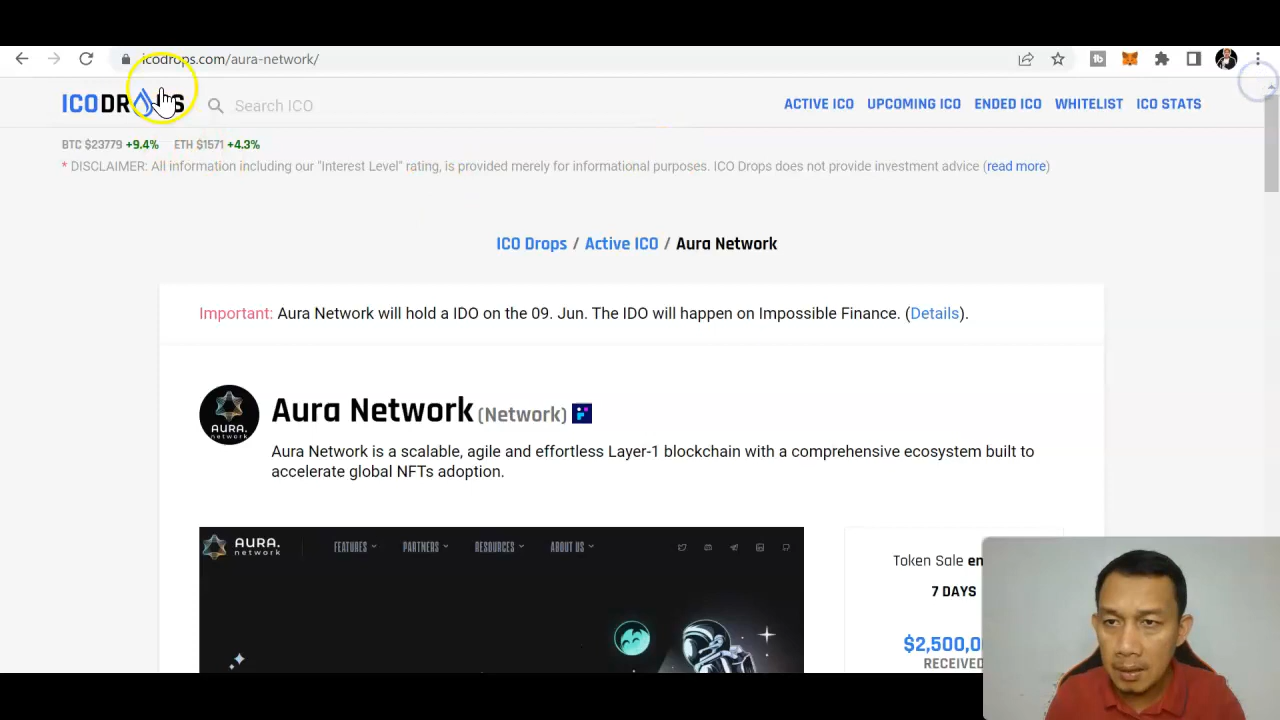 icodrops.com/aura-network/
ICODROPS
Search ICO
ACTIVE ICO
UPCOMING ICO
ENDED ICO
WHITELIST
ICO STATS
BTC $23779 +9.4% ETH $1571 +4.3%
* DISCLAIMER: All information including our "Interest Level" rating, is provided merely for informational purposes. ICO Drops does not provide investment advice (read more)
ICO Drops / Active ICO / Aura Network
Important: Aura Network will hold a IDO on the 09. Jun. The IDO will happen on Impossible Finance. (Details).
AURA.
network
Aura Network (Network)
Aura Network is a scalable, agile and effortless Layer-1 blockchain with a comprehensive ecosystem built to
accelerate global NFTs adoption.
AURA.
network
FEATURES
PARTNERS
RESOURCES
ABOUT US
Token Sale
7 DAYS
RECEIVED